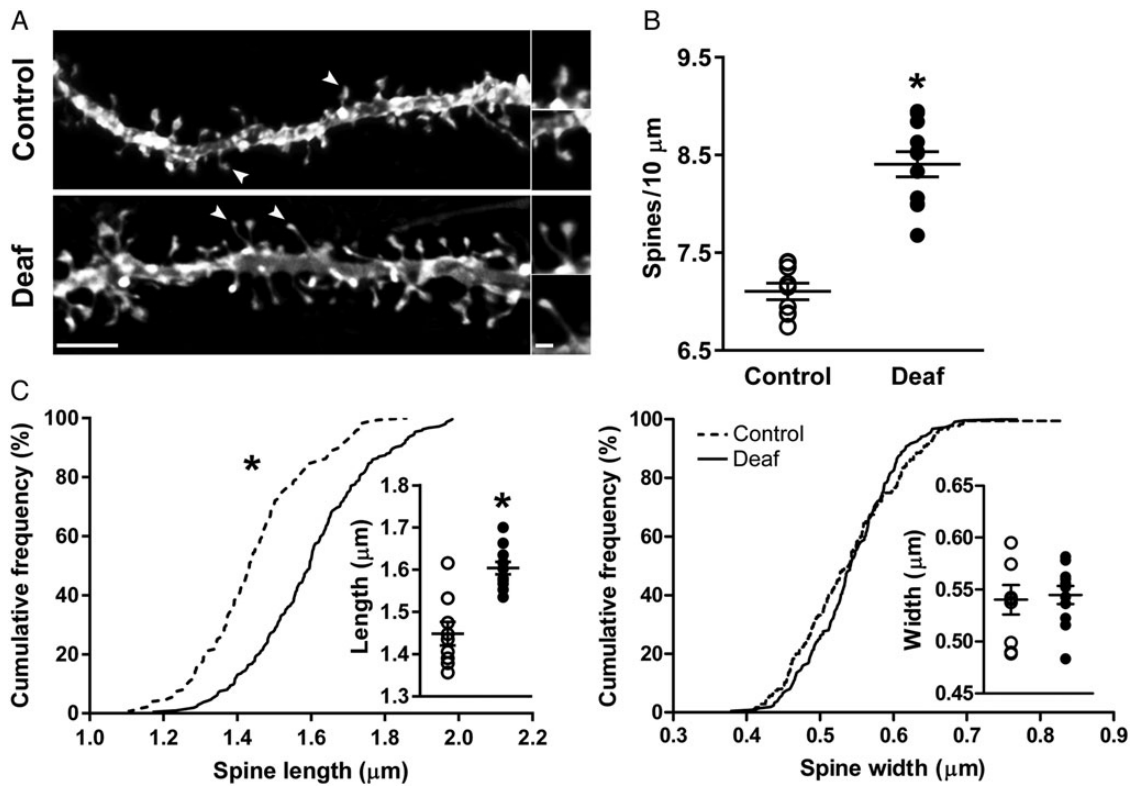 A
Control
Deaf
B
9.5
8.5
7.5
6.5
Spines/10 μm
*
Control
Deaf
C
Cumulative frequency (%)
100
80
60
40
20
0
1.0 1.2 1.4 1.6 1.8 2.0 2.2
Spine length (μm)
*
Length (μm)
1.8
1.7
1.6
1.5
1.4
1.3
*
Cumulative frequency (%)
100
80
60
40
20
0
0.3 0.4 0.5 0.6 0.7 0.8 0.9
Spine width (μm)
Control
Deaf
Width (μm)
0.60
0.55
0.50
0.45